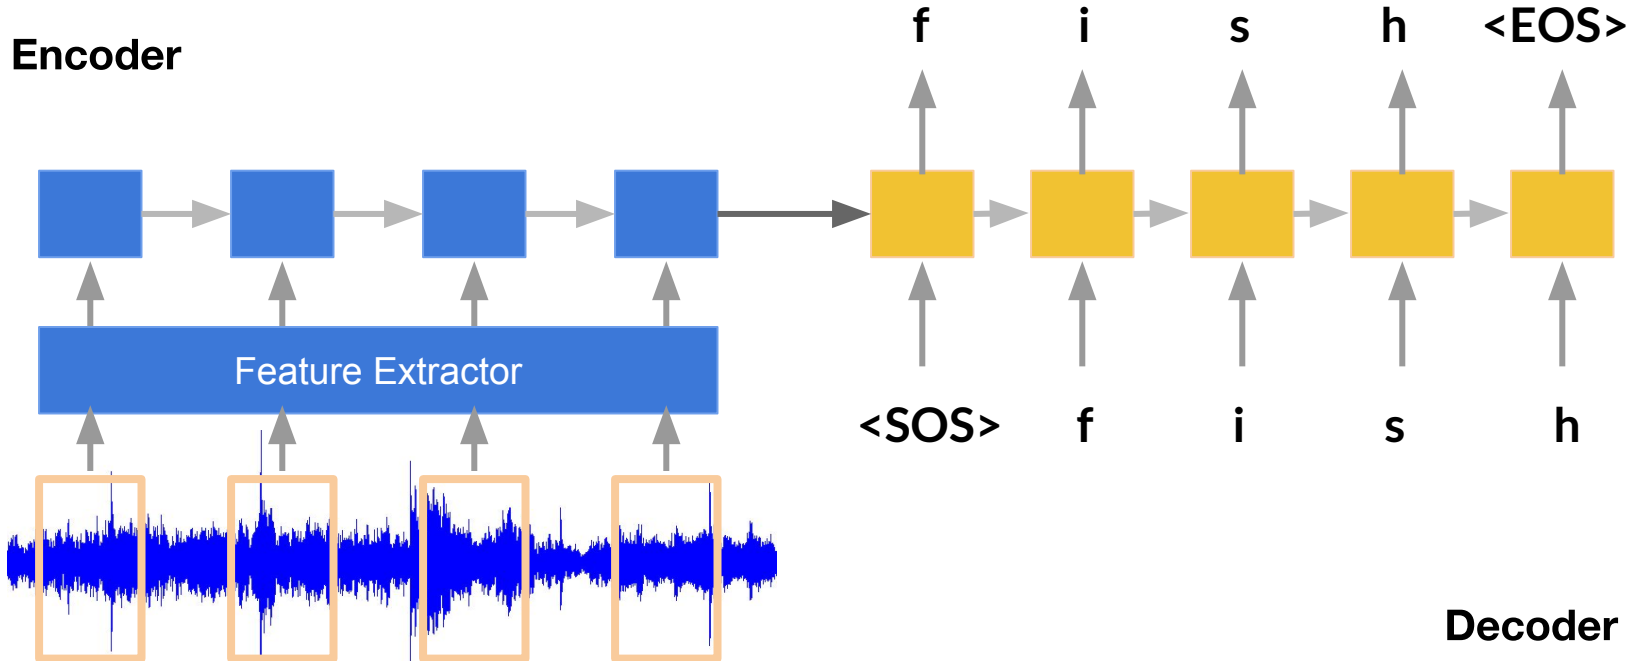 f i s h <EOS>
Encoder
Feature Extractor
<SOS> f i s h
Decoder